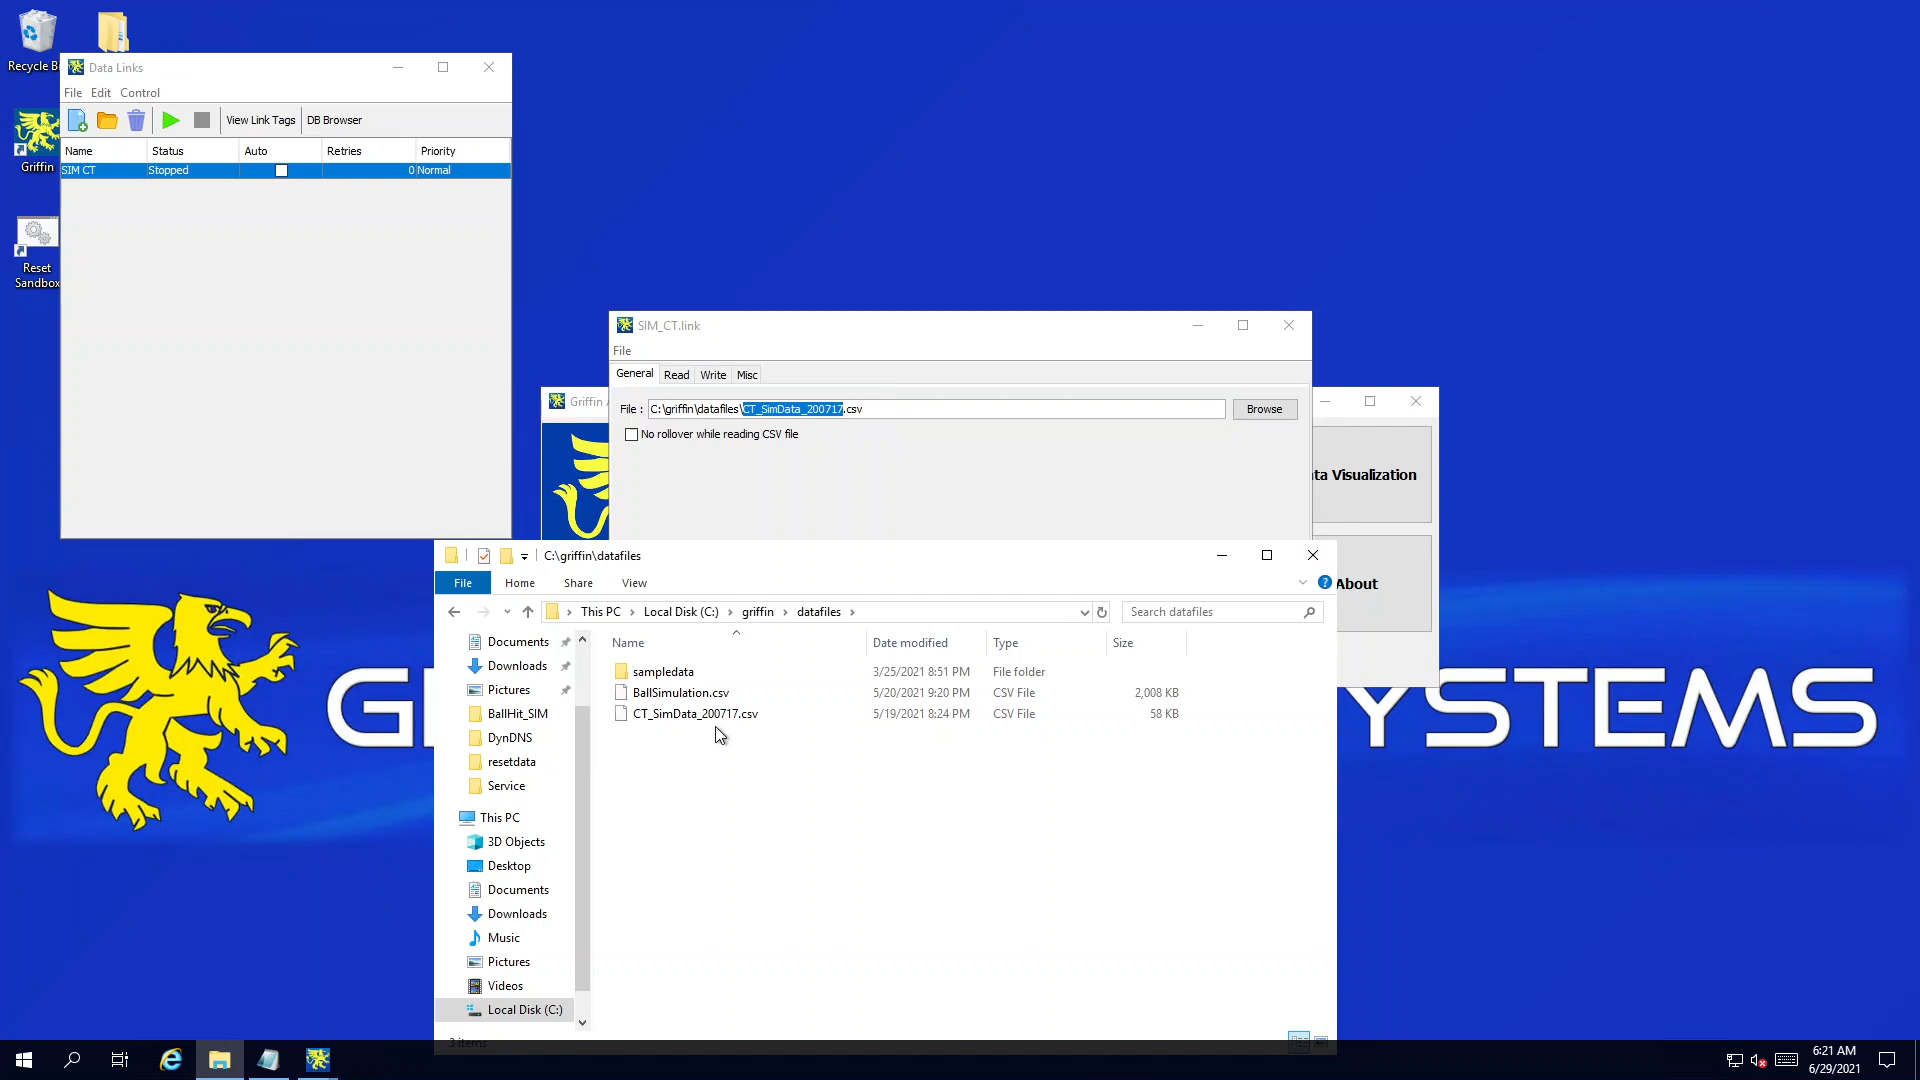 Recycle Bi
Data Links
File Edit Control
View Link Tags DB Browser
Name Status Auto Retries Priority
SIM CT Stopped 0 Normal
Griffin
Reset
Sandbox
SIM_CT.link
File
General Read Write Misc
File : C:\griffin\datafiles\CT_SimData_200717.csv Browse
No rollover while reading CSV file
Griffin A
ta Visualization
About
C:\griffin\datafiles
File Home Share View
This PC Local Disk (C:) griffin datafiles Search datafiles
Documents
Downloads
Pictures
BallHit_SIM
DynDNS
resetdata
Service
This PC
3D Objects
Desktop
Documents
Downloads
Music
Pictures
Videos
Local Disk (C:)
Name Date modified Type Size
sampledata 3/25/2021 8:51 PM File folder
BallSimulation.csv 5/20/2021 9:20 PM CSV File 2,008 KB
CT_SimData_200717.csv 5/19/2021 8:24 PM CSV File 58 KB
3 items
YSTEMS
6:21 AM
6/29/2021